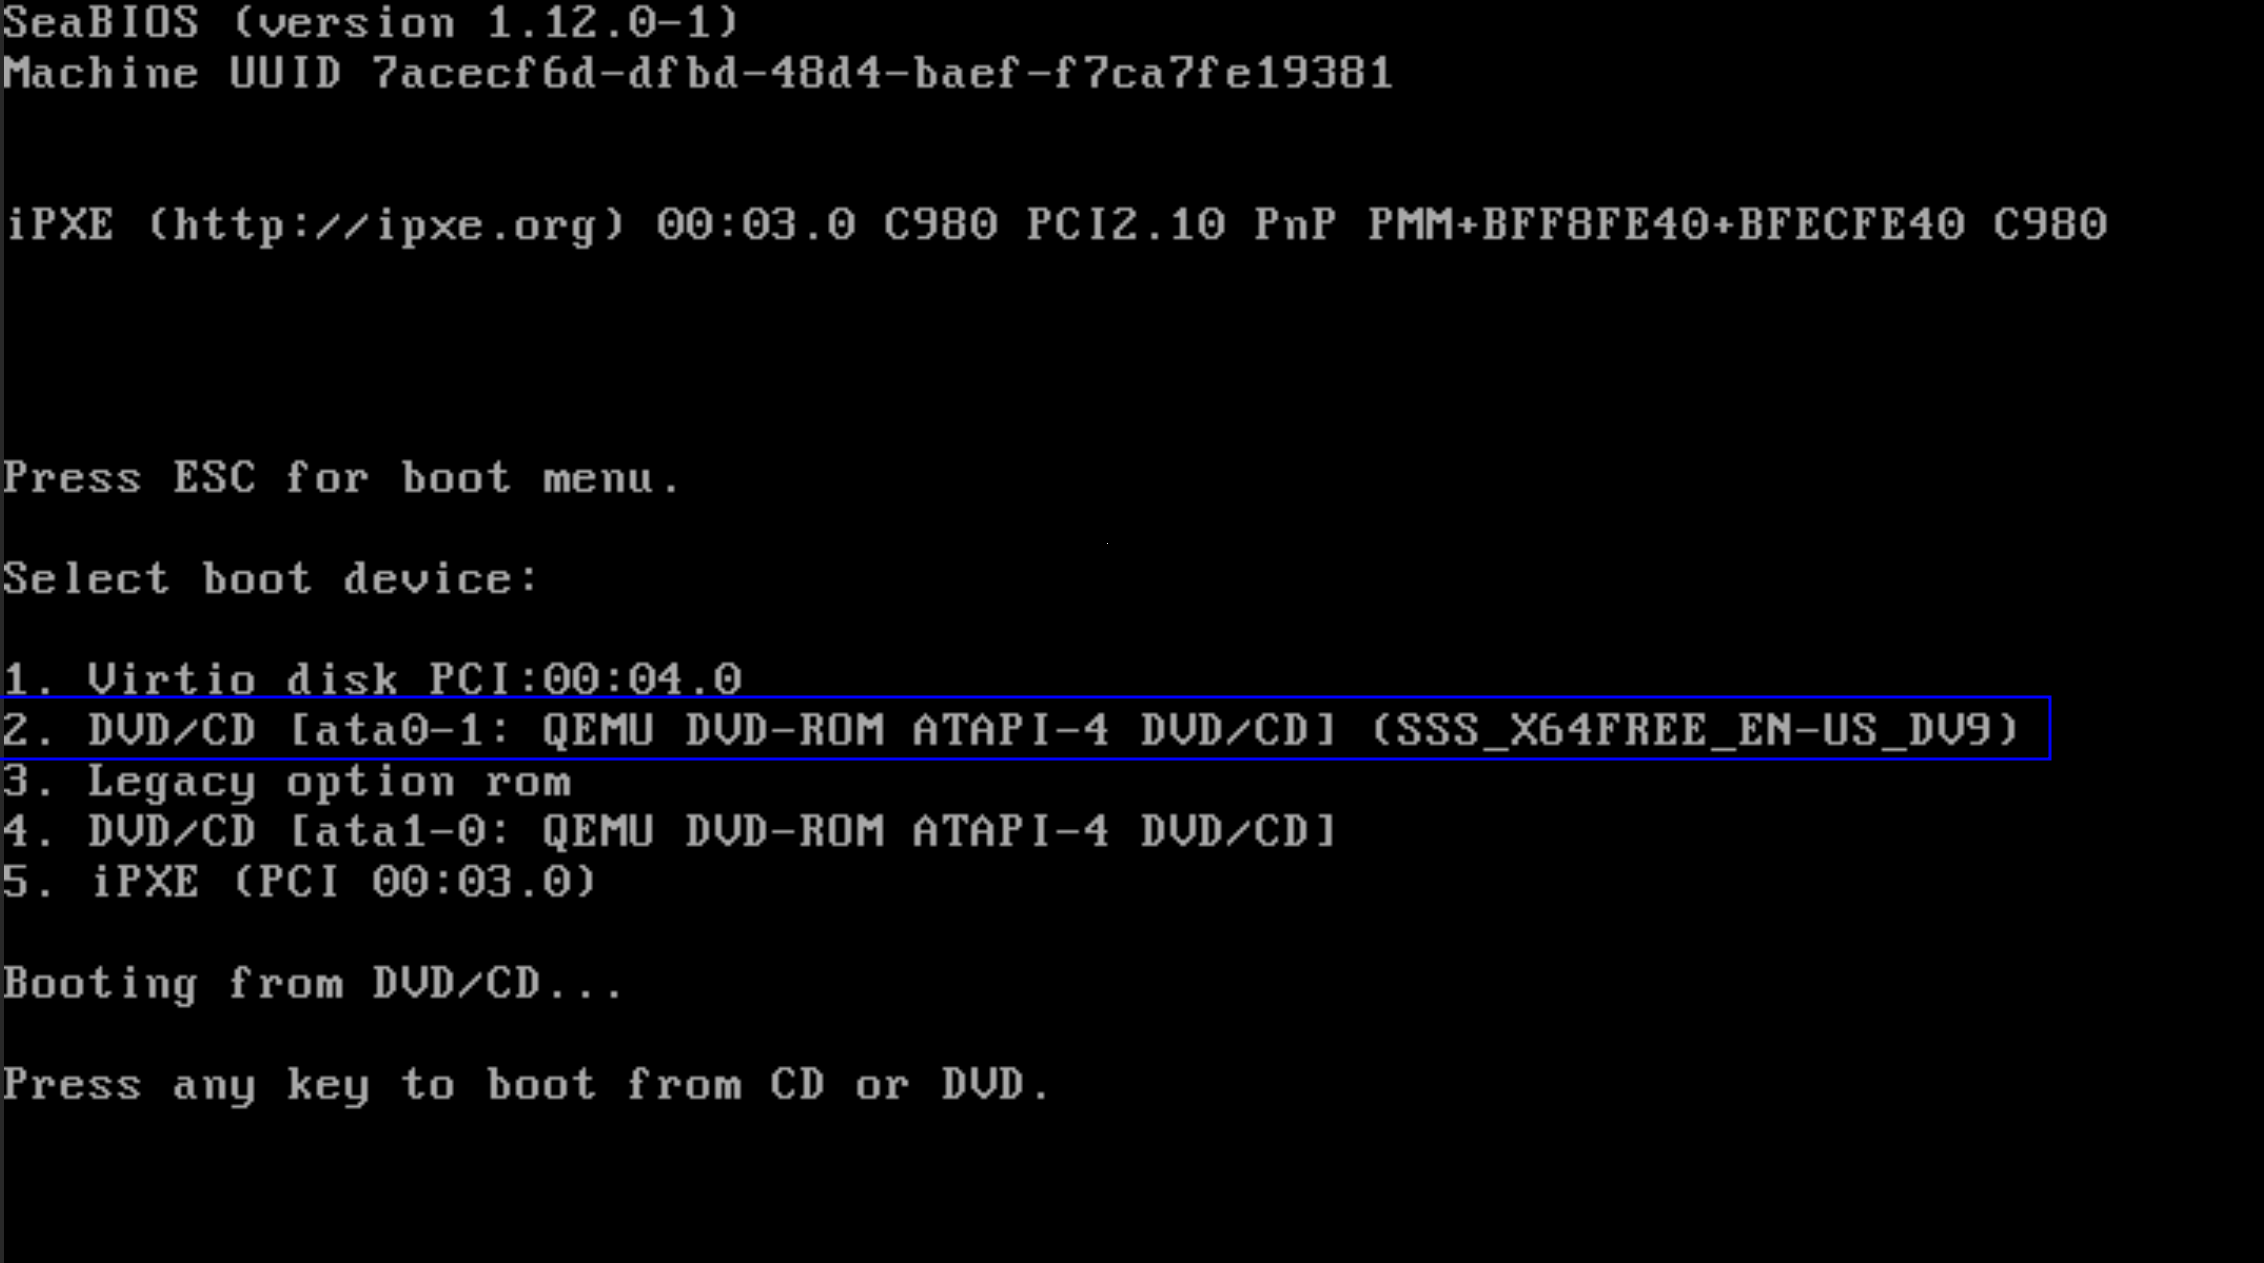 SeaBIOS (version 1.12.0-1)
Machine UUID 7acecf6d-dfbd-48d4-baef-f7ca7fe19381
iPXE (http://ipxe.org) 00:03.0 C980 PCI2.10 PnP PMM+BFF8FE40+BFECFE40 C980
Press ESC for boot menu.
Select boot device:
1. Virtio disk PCI:00:04.0
2. DVD/CD [ata0-1: QEMU DVD-ROM ATAPI-4 DVD/CD] (SSS_X64FREE_EN-US_DV9)
3. Legacy option rom
4. DVD/CD [ata1-0: QEMU DVD-ROM ATAPI-4 DVD/CD]
5. iPXE (PCI 00:03.0)
Booting from DVD/CD...
Press any key to boot from CD or DVD.